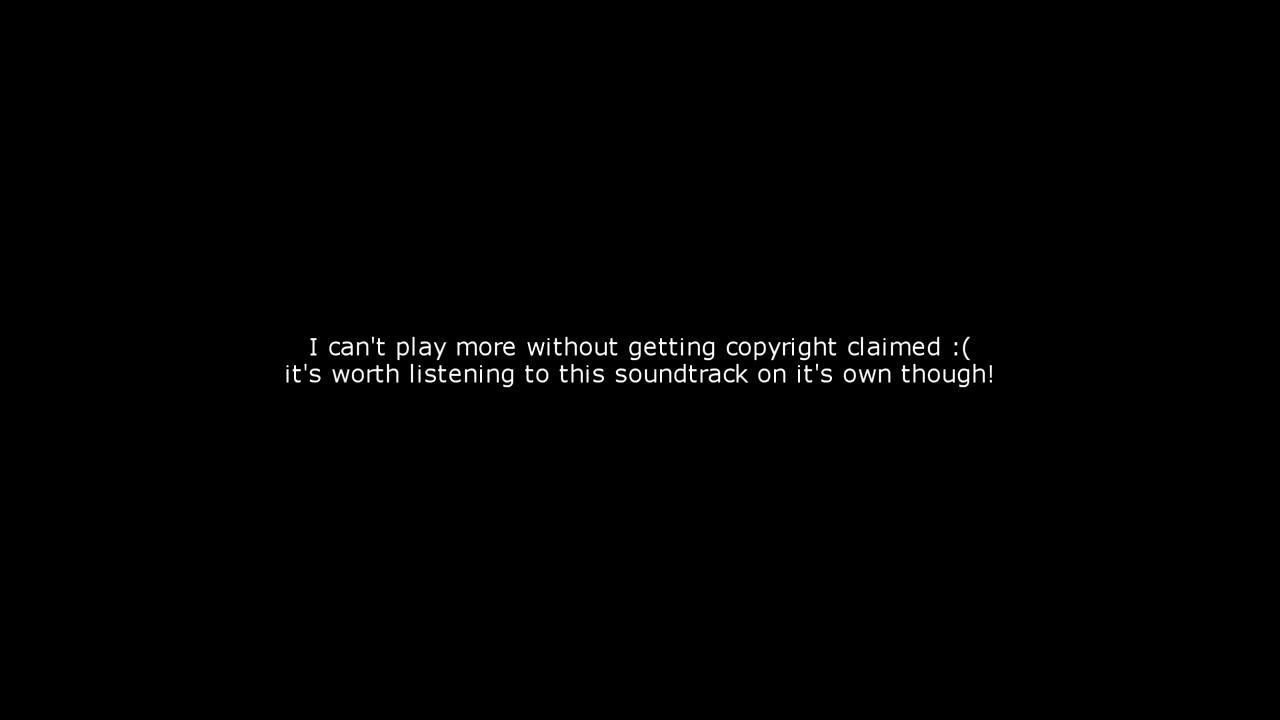 I can't play more without getting copyright claimed :(
it's worth listening to this soundtrack on it's own though!